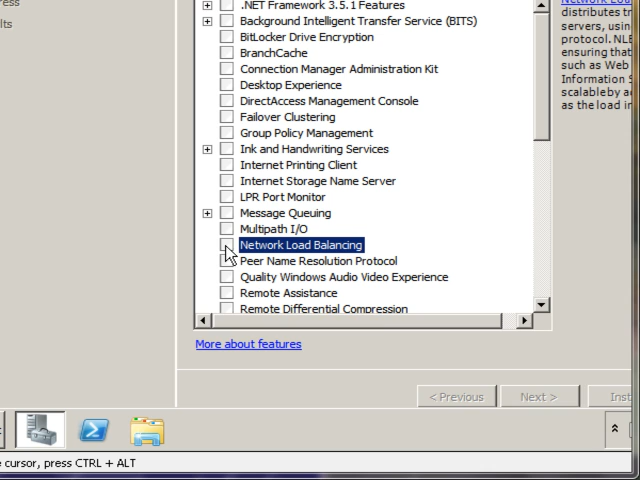 ress
lts
.NET Framework 3.5.1 Features
Background Intelligent Transfer Service (BITS)
BitLocker Drive Encryption
BranchCache
Connection Manager Administration Kit
Desktop Experience
DirectAccess Management Console
Failover Clustering
Group Policy Management
Ink and Handwriting Services
Internet Printing Client
Internet Storage Name Server
LPR Port Monitor
Message Queuing
Multipath I/O
Network Load Balancing
Peer Name Resolution Protocol
Quality Windows Audio Video Experience
Remote Assistance
Remote Differential Compression
Network Loa
distributes tr
servers, usin
protocol. NLB
ensuring that
such as Web
Information S
scalable by a
as the load in
More about features
< Previous
Next >
Inst
e cursor, press CTRL + ALT